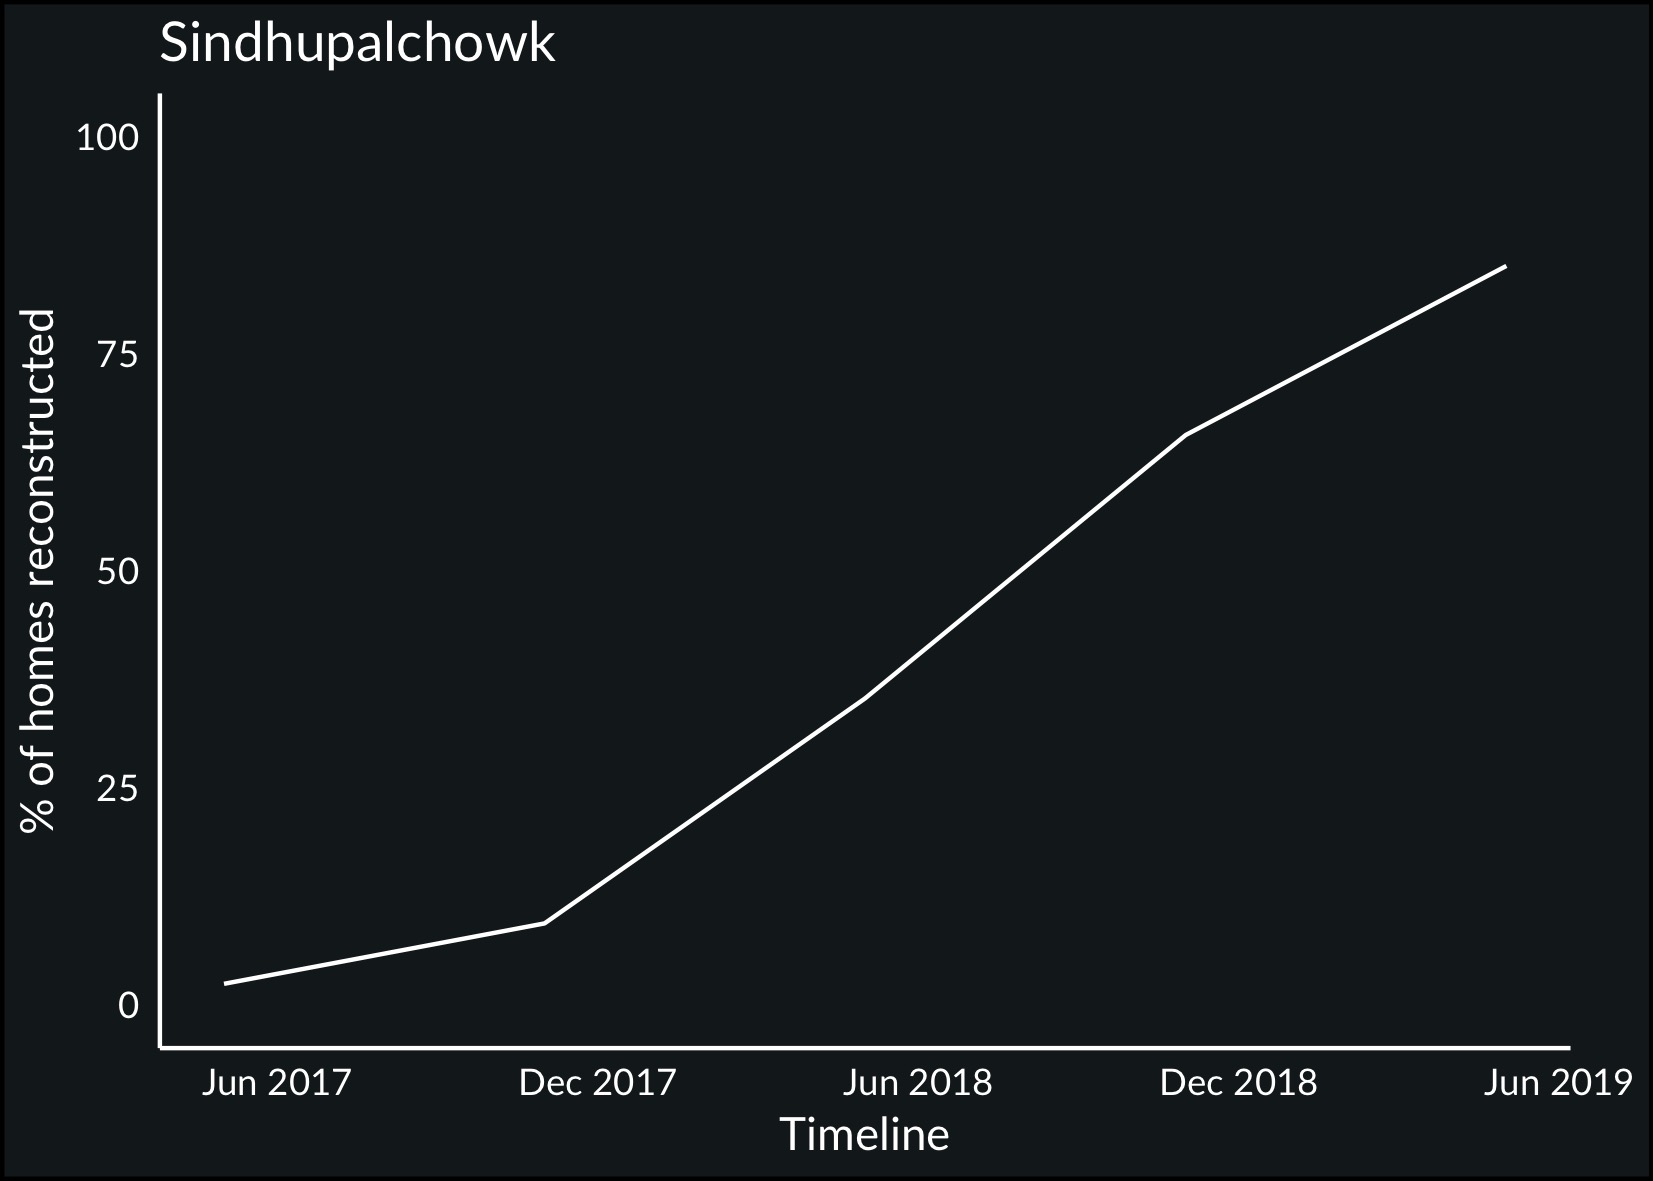 Sindhupalchowk
100
75
50
25
0
% of homes reconstructed
Jun 2017 Dec 2017 Jun 2018 Dec 2018 Jun 2019
Timeline